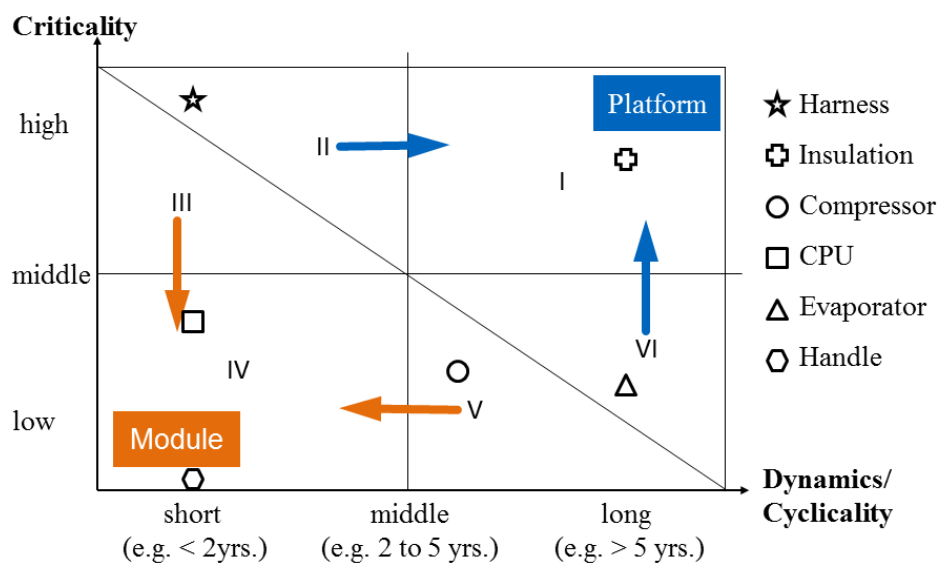 Criticality
high
middle
low
Platform
Module
I
II
III
IV
V
VI
Harness
Insulation
Compressor
CPU
Evaporator
Handle
short
(e.g. < 2yrs.)
middle
(e.g. 2 to 5 yrs.)
long
(e.g. > 5 yrs.)
Dynamics/
Cyclicality